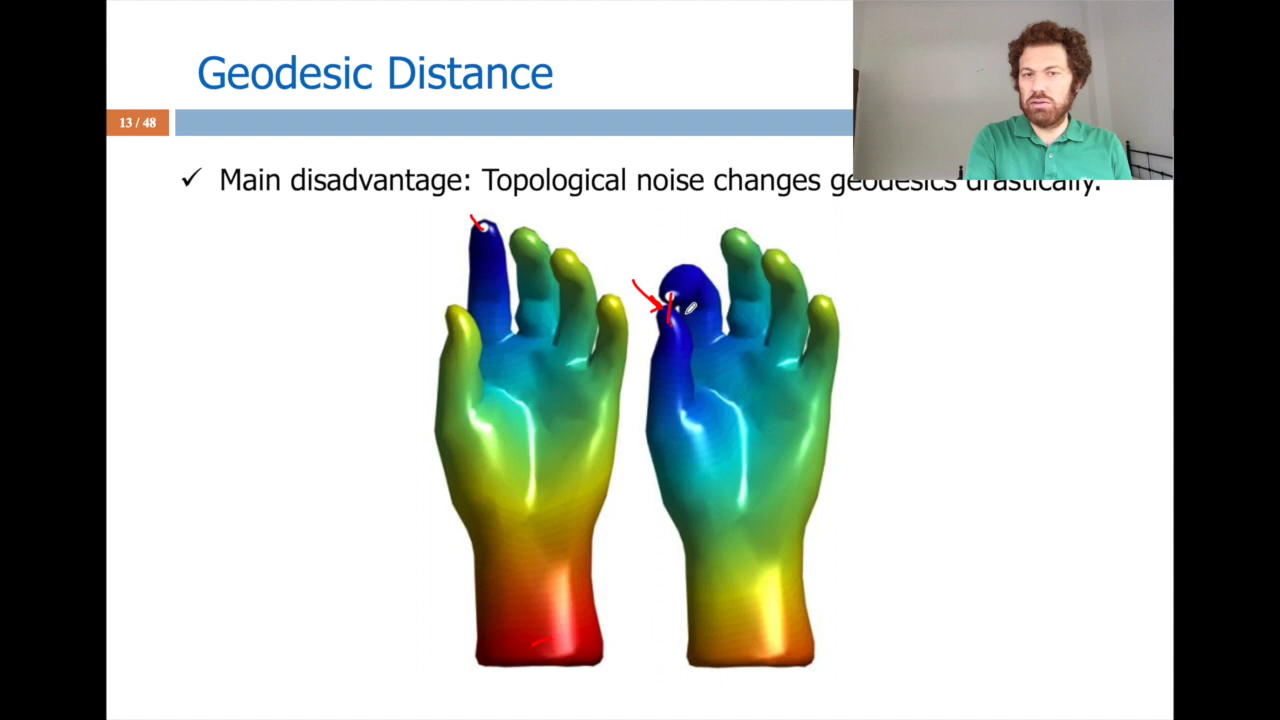 Geodesic Distance
13 / 48
✓ Main disadvantage: Topological noise changes geodesics drastically.